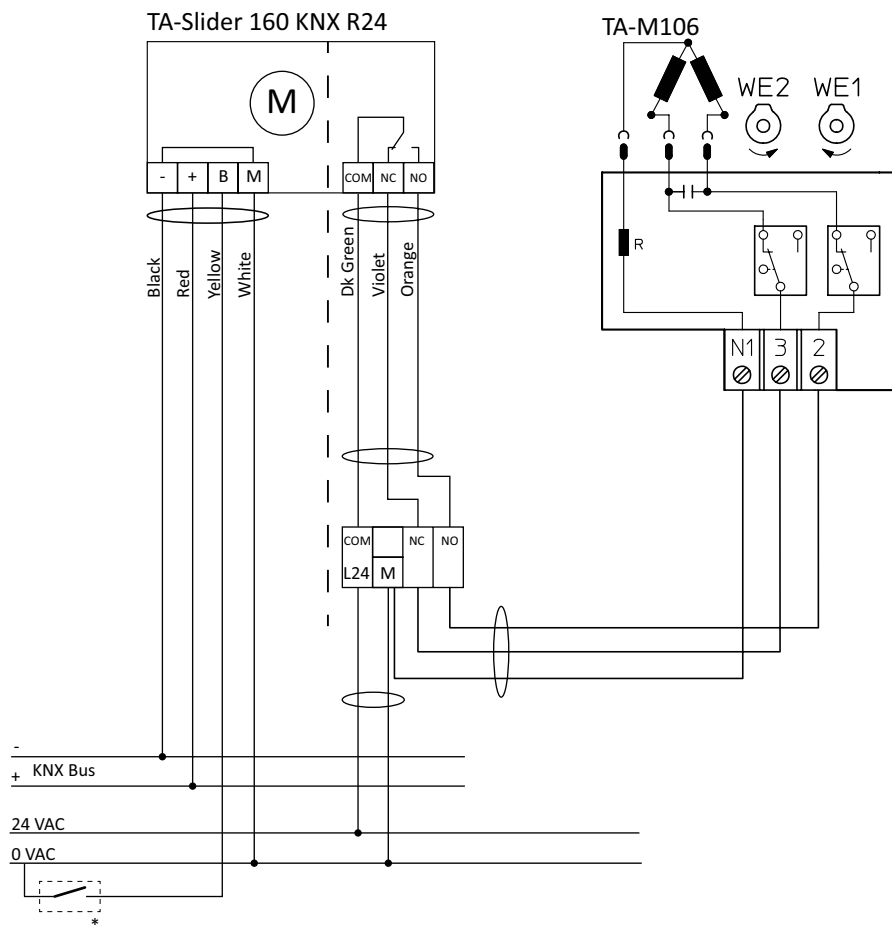 TA-Slider 160 KNX R24
TA-M106
M
WE2 WE1
- + B M
COM NC NO
Black
Red
Yellow
White
Dk Green
Violet
Orange
R
N1 3 2
COM NC NO
L24 M
-
+ KNX Bus
24 VAC
0 VAC
*